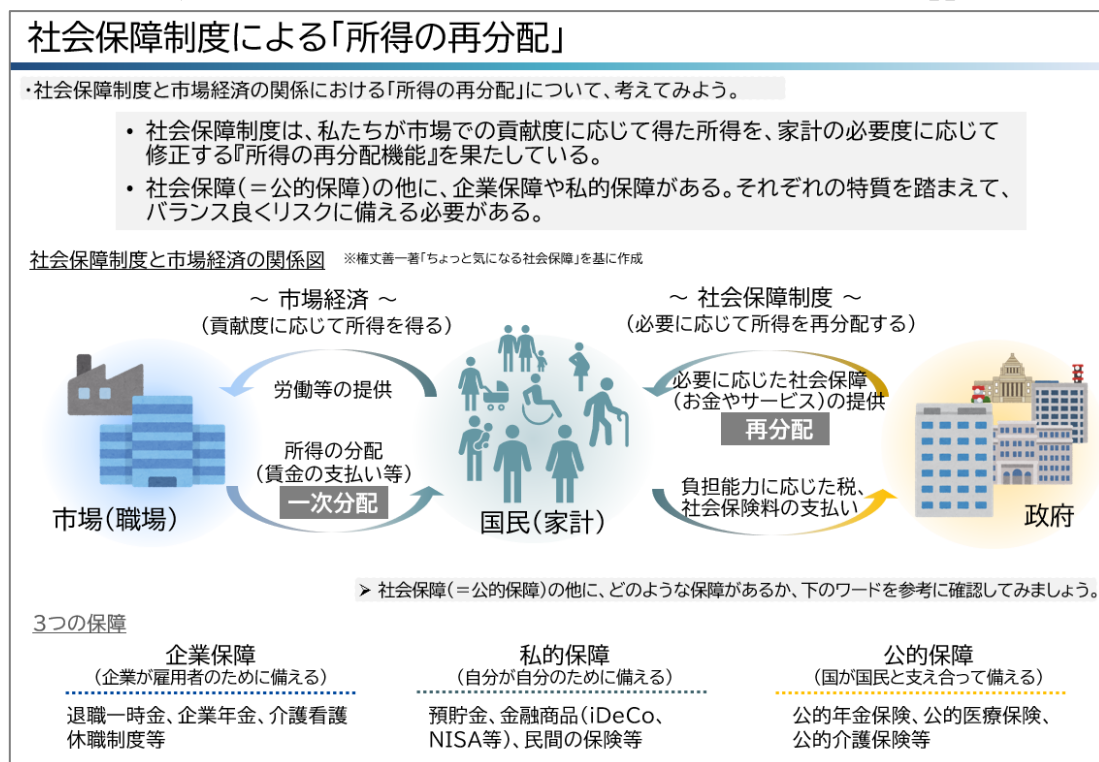 社会保障制度による「所得の再分配」
・社会保障制度と市場経済の関係における「所得の再分配」について、考えてみよう。
• 社会保障制度は、私たちが市場での貢献度に応じて得た所得を、家計の必要度に応じて
修正する『所得の再分配機能』を果たしている。
• 社会保障(＝公的保障)の他に、企業保障や私的保障がある。それぞれの特質を踏まえて、
バランス良くリスクに備える必要がある。
社会保障制度と市場経済の関係図 ※権丈善一著「ちょっと気になる社会保障」を基に作成
～ 市場経済 ～
(貢献度に応じて所得を得る)
労働等の提供
所得の分配
(賃金の支払い等)
一次分配
市場(職場)
国民(家計)
～ 社会保障制度 ～
(必要に応じて所得を再分配する)
必要に応じた社会保障
(お金やサービス)の提供
再分配
負担能力に応じた税、
社会保険料の支払い
政府
➢ 社会保障(＝公的保障)の他に、どのような保障があるか、下のワードを参考に確認してみましょう。
3つの保障
企業保障
(企業が雇用者のために備える)
退職一時金、企業年金、介護看護
休職制度等
私的保障
(自分が自分のために備える)
預貯金、金融商品(iDeCo、
NISA等)、民間の保険等
公的保障
(国が国民と支え合って備える)
公的年金保険、公的医療保険、
公的介護保険等